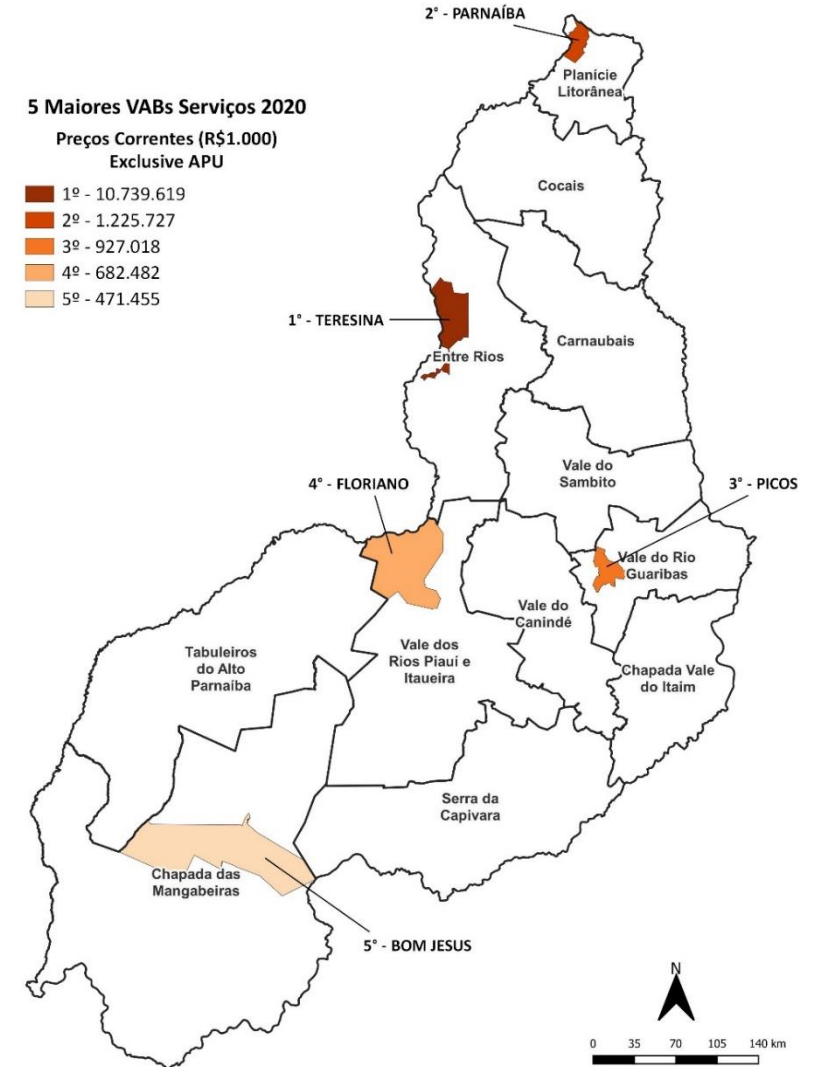 2° - PARNAÍBA
Planície
Litorânea
5 Maiores VABs Serviços 2020
Preços Correntes (R$1.000)
Exclusive APU
1º - 10.739.619
2º - 1.225.727
3º - 927.018
4º - 682.482
5º - 471.455
Cocais
1° - TERESINA
Entre Rios
Carnaubais
Vale do
Sambito
4° - FLORIANO
3° - PICOS
Vale do Rio
Guaribas
Vale do
Canindé
Tabuleiros
do Alto
Parnaíba
Vale dos
Rios Piauí e
Itaueira
Chapada Vale
do Itaim
Serra da
Capivara
Chapada das
Mangabeiras
5° - BOM JESUS
N
0 35 70 105 140 km